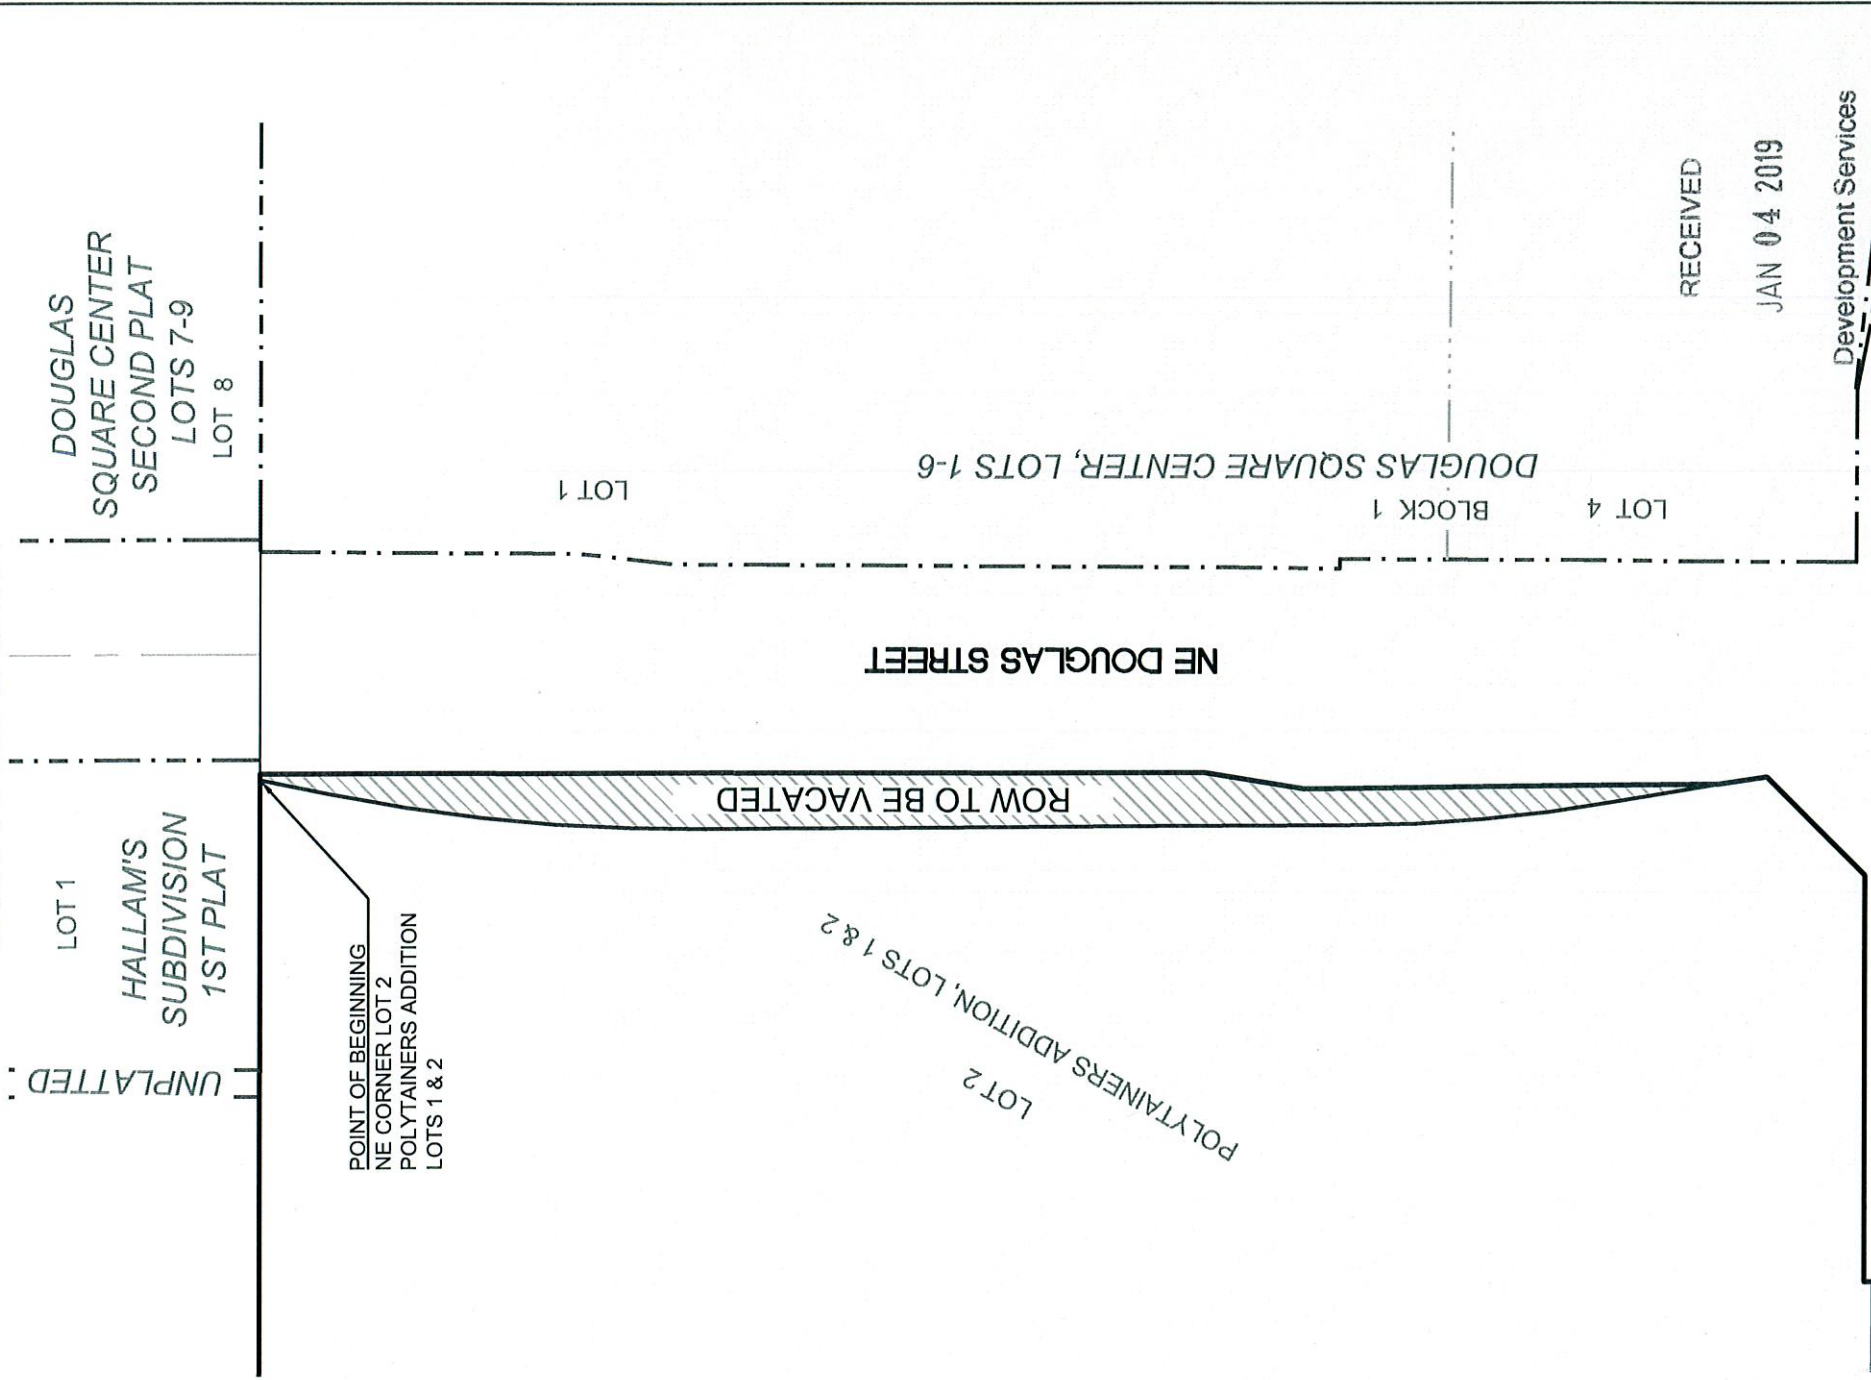 LOT 1
HALLAM'S
SUBDIVISION
1ST PLAT
UNPLATTED
DOUGLAS
SQUARE CENTER
SECOND PLAT
LOTS 7-9
LOT 8
POINT OF BEGINNING
NE CORNER LOT 2
POLYTAINERS ADDITION
LOTS 1 & 2
ROW TO BE VACATED
NE DOUGLAS STREET
LOT 1
DOUGLAS SQUARE CENTER, LOTS 1-6
BLOCK 1
LOT 4
POLYTAINERS ADDITION, LOTS 1 & 2
LOT 2
RECEIVED
JAN 04 2019
Development Services